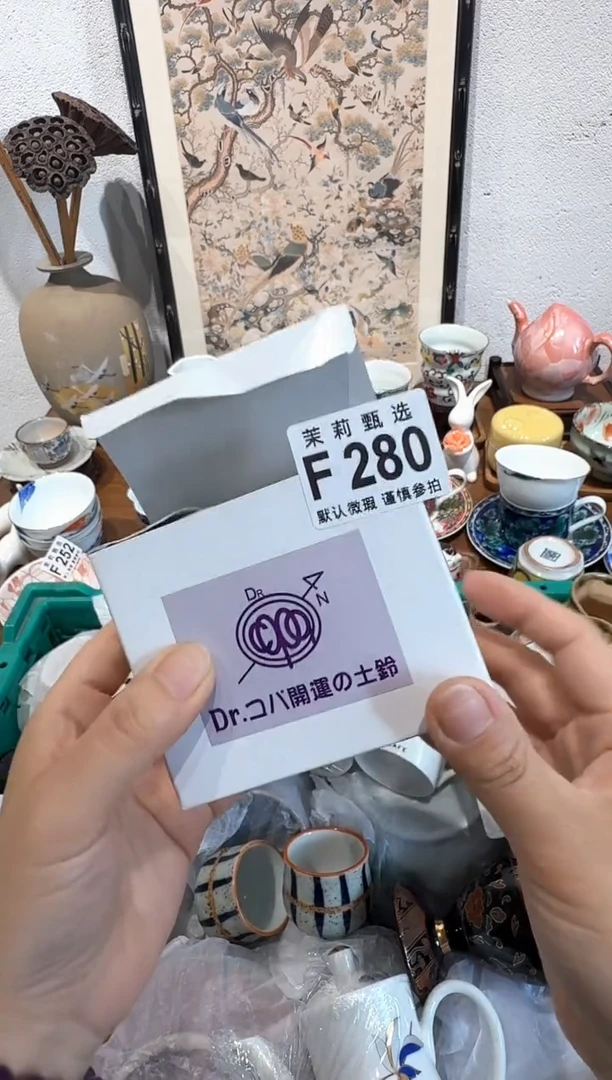 茉莉甄选
F 280
默认微瑕 谨慎参拍
DR
N
Dr.コパ開運の土鈴
F 252